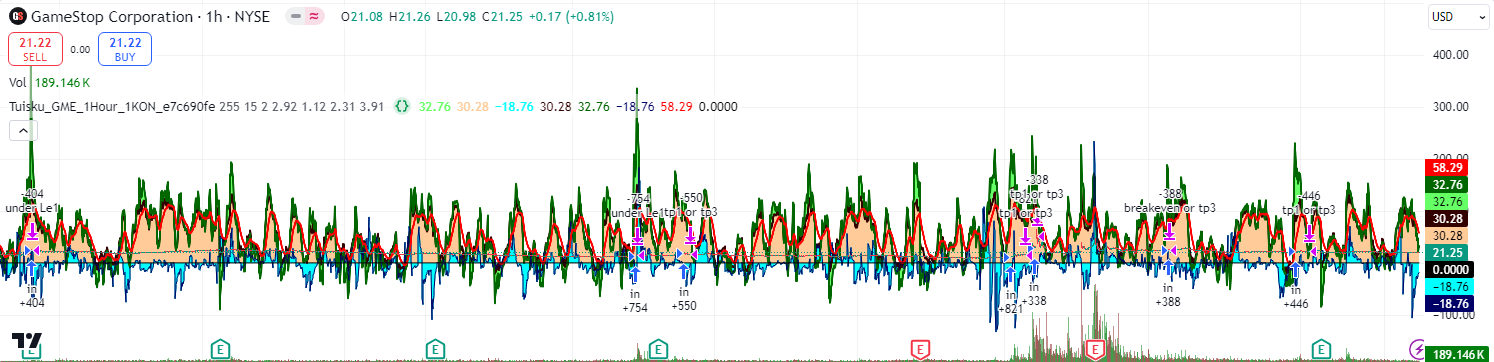 GameStop Corporation · 1h · NYSE O21.08 H21.26 L20.98 C21.25 +0.17 (+0.81%)
USD
21.22 SELL
0.00
21.22 BUY
Vol 189.146 K
Tuisku_GME_1Hour_1KON_e7c690fe 255 15 2 2.92 1.12 2.31 3.91 {} 32.76 30.28 −18.76 30.28 32.76 −18.76 58.29 0.0000
400.00
300.00
200.00
58.29
32.76
32.76
30.28
30.28
21.25
0.0000
−18.76
−18.76
−100.00
189.146 K
-404
under Le1
in
+404
-754
under Le1
in
+754
-550
tp1 or tp3
in
+550
-338
tp1 or tp3
in
+821
in
+338
-388
breakeven or tp3
in
+388
-446
tp1 or tp3
in
+446
E
E
E
E
E
E
E